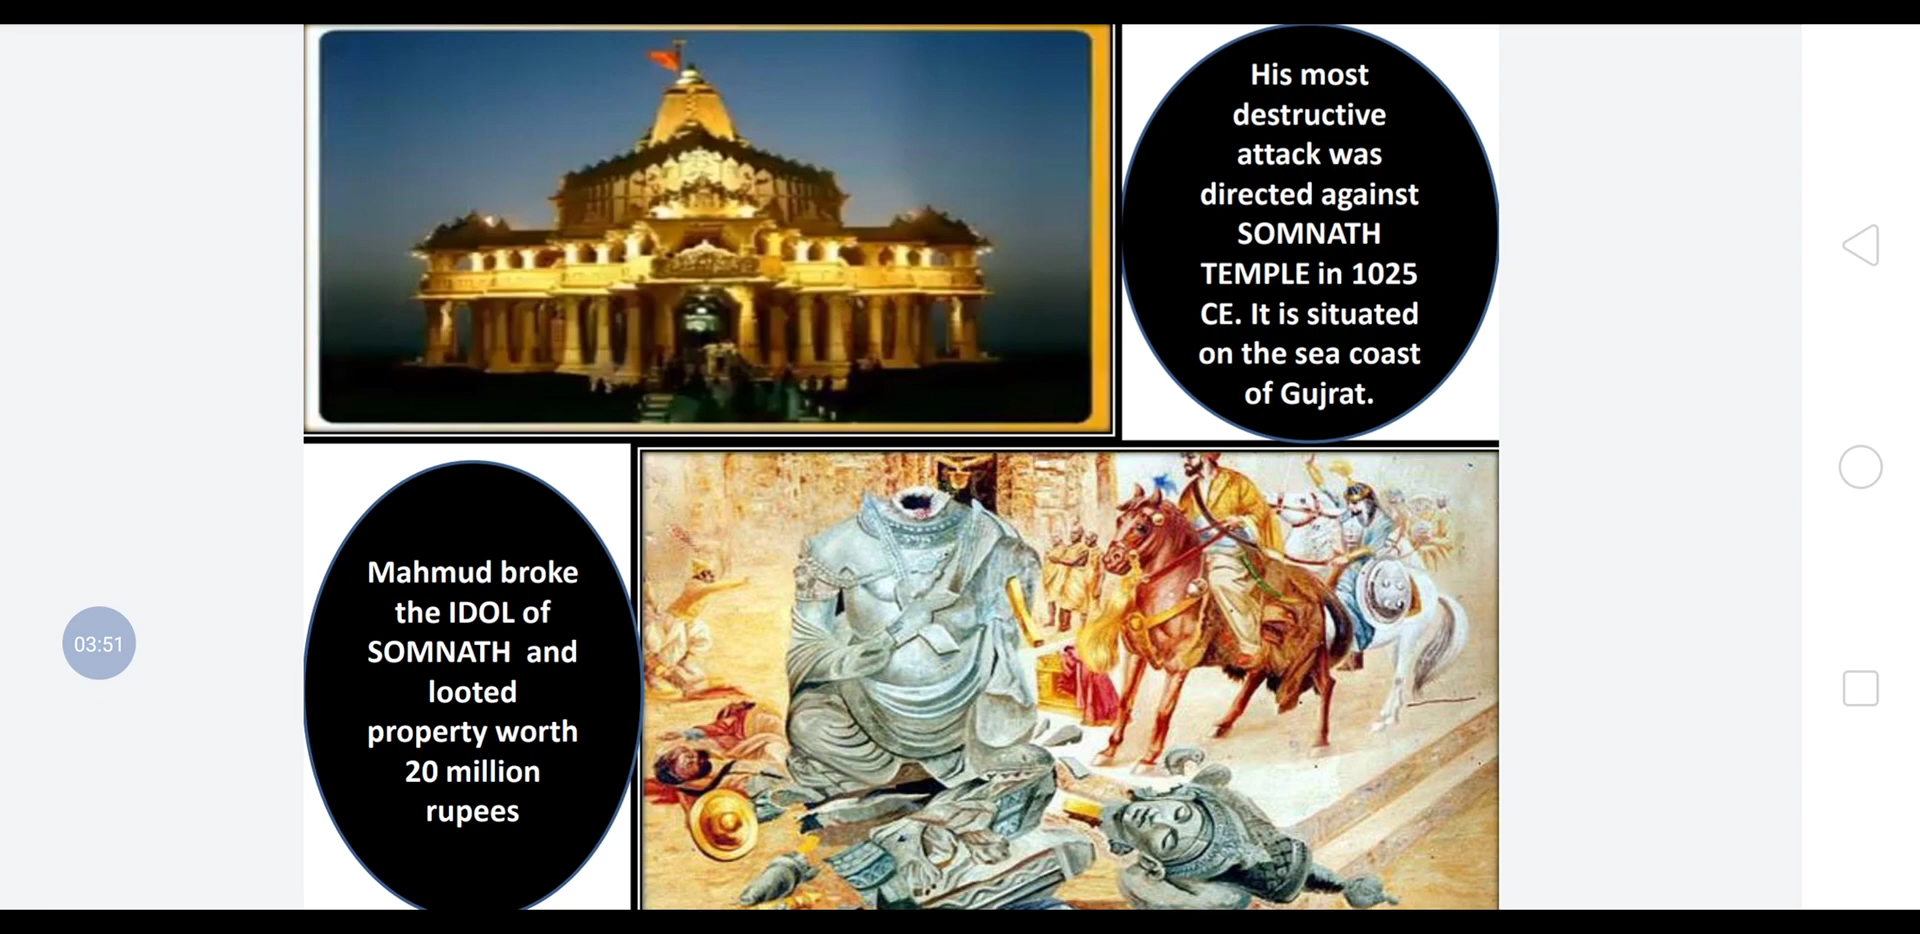 His most
destructive
attack was
directed against
SOMNATH
TEMPLE in 1025
CE. It is situated
on the sea coast
of Gujrat.
Mahmud broke
the IDOL of
SOMNATH and
looted
property worth
20 million
rupees
03:51